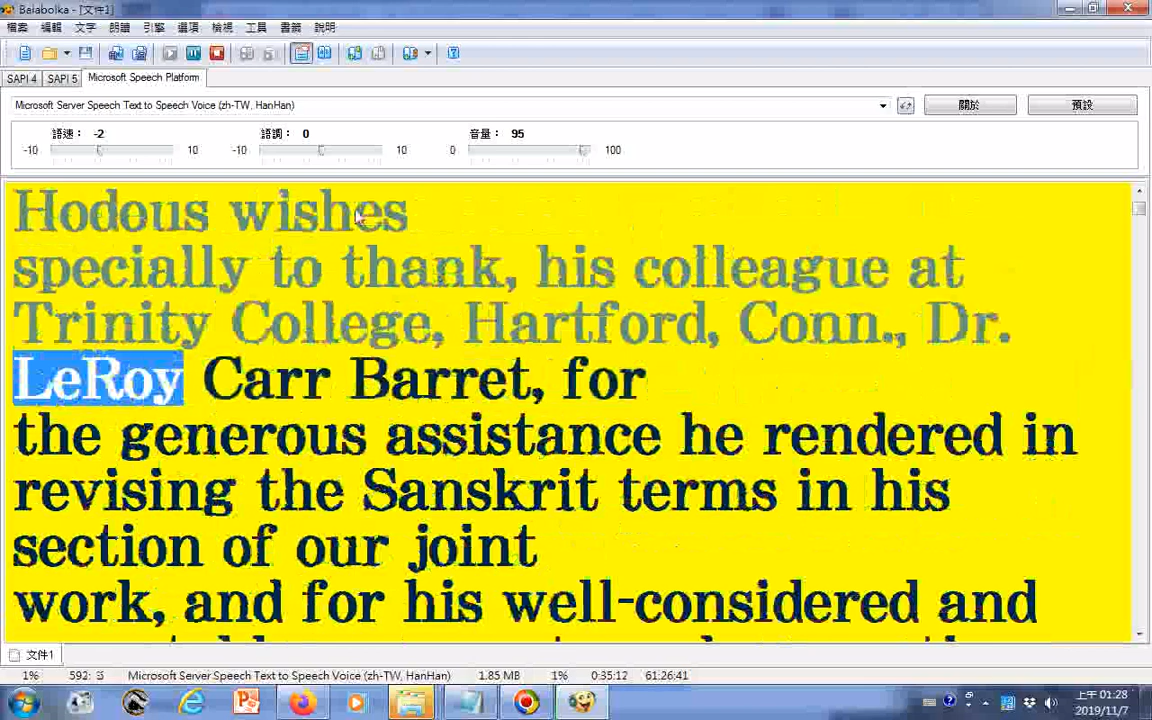 Balabolka - [文件1]
檔案 編輯 文字 朗讀 引擎 選項 檢視 工具 書籤 說明
SAPI 4 SAPI 5 Microsoft Speech Platform
Microsoft Server Speech Text to Speech Voice (zh-TW, HanHan) 關於 預設
語速： -2 語調： 0 音量： 95
-10 10 -10 10 0 100
Hodous wishes
specially to thank, his colleague at
Trinity College, Hartford, Conn., Dr.
LeRoy Carr Barret, for
the generous assistance he rendered in
revising the Sanskrit terms in his
section of our joint
work, and for his well-considered and
文件1
1% 592: 3 Microsoft Server Speech Text to Speech Voice (zh-TW, HanHan) 1.85 MB 1% 0:35:12 61:26:41
上午 01:28
2019/11/7